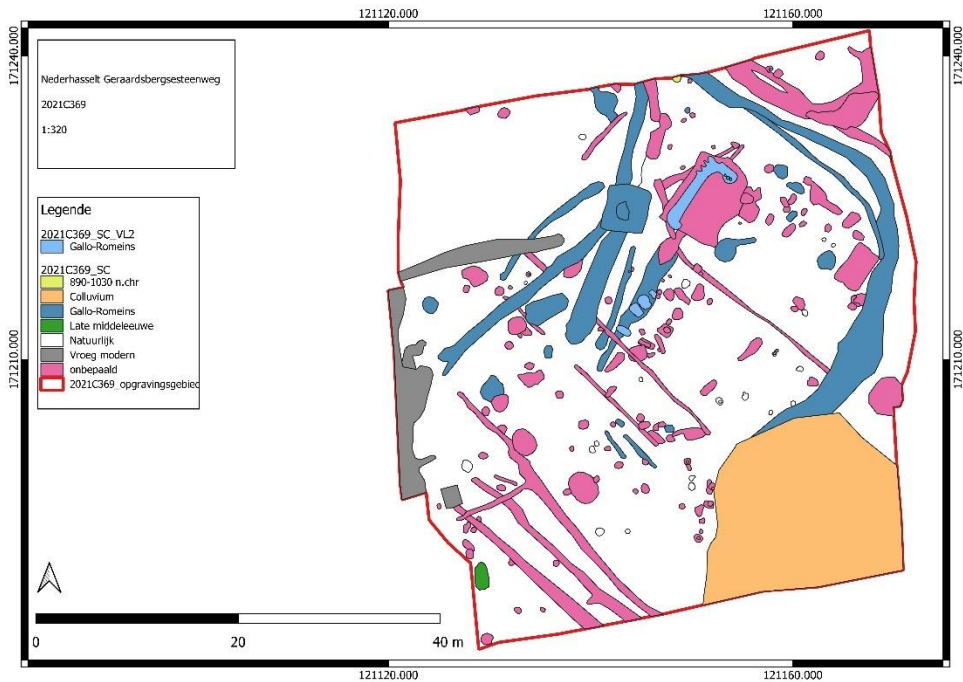 121120.000
121160.000
171240.000
171240.000
Nederhasselt Geraardsbergsesteenweg
2021C369
1:320
Legende
2021C369_SC_VL2
Gallo-Romeins
2021C369_SC
890-1030 n.chr
Colluvium
Gallo-Romeins
Late middeleeuwe
Natuurlijk
Vroeg modern
onbepaald
2021C369_opgravingsgebied
171210.000
171210.000
0
20
40 m
121120.000
121160.000